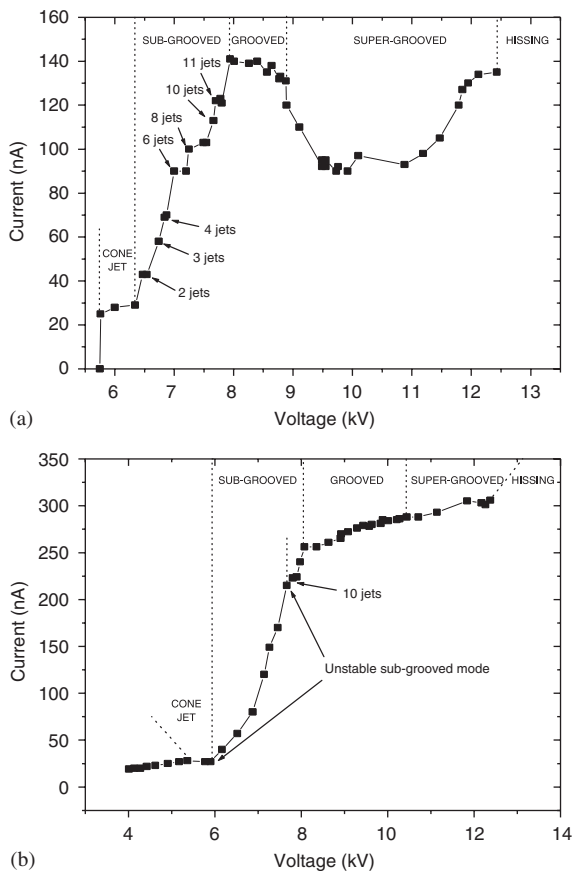 160
140
120
100
80
60
40
20
0
Current (nA)
SUB-GROOVED
GROOVED
SUPER-GROOVED
HISSING
11 jets
10 jets
8 jets
6 jets
4 jets
3 jets
2 jets
CONE
JET
6 7 8 9 10 11 12 13
Voltage (kV)
(a)
350
300
250
200
150
100
50
0
Current (nA)
SUB-GROOVED
GROOVED
SUPER-GROOVED
HISSING
10 jets
Unstable sub-grooved mode
CONE
JET
4 6 8 10 12 14
Voltage (kV)
(b)